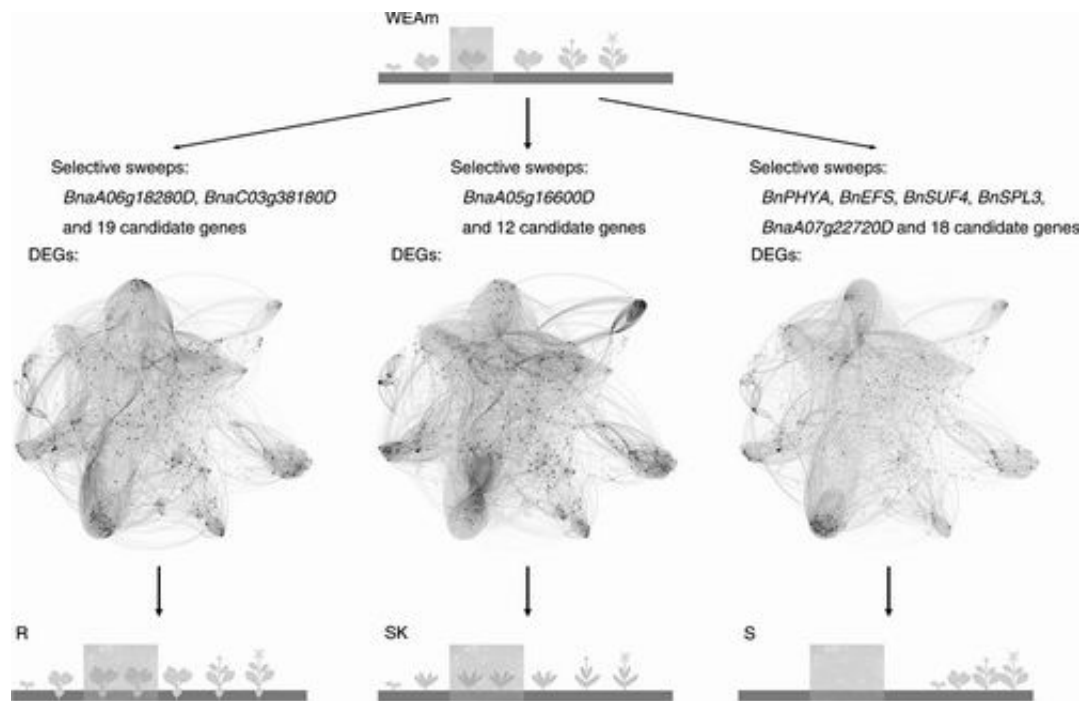 WEAm
Selective sweeps:
BnaA06g18280D, BnaC03g38180D
and 19 candidate genes
DEGs:
Selective sweeps:
BnaA05g16600D
and 12 candidate genes
DEGs:
Selective sweeps:
BnPHYA, BnEFS, BnSUF4, BnSPL3,
BnaA07g22720D and 18 candidate genes
DEGs:
R
SK
S